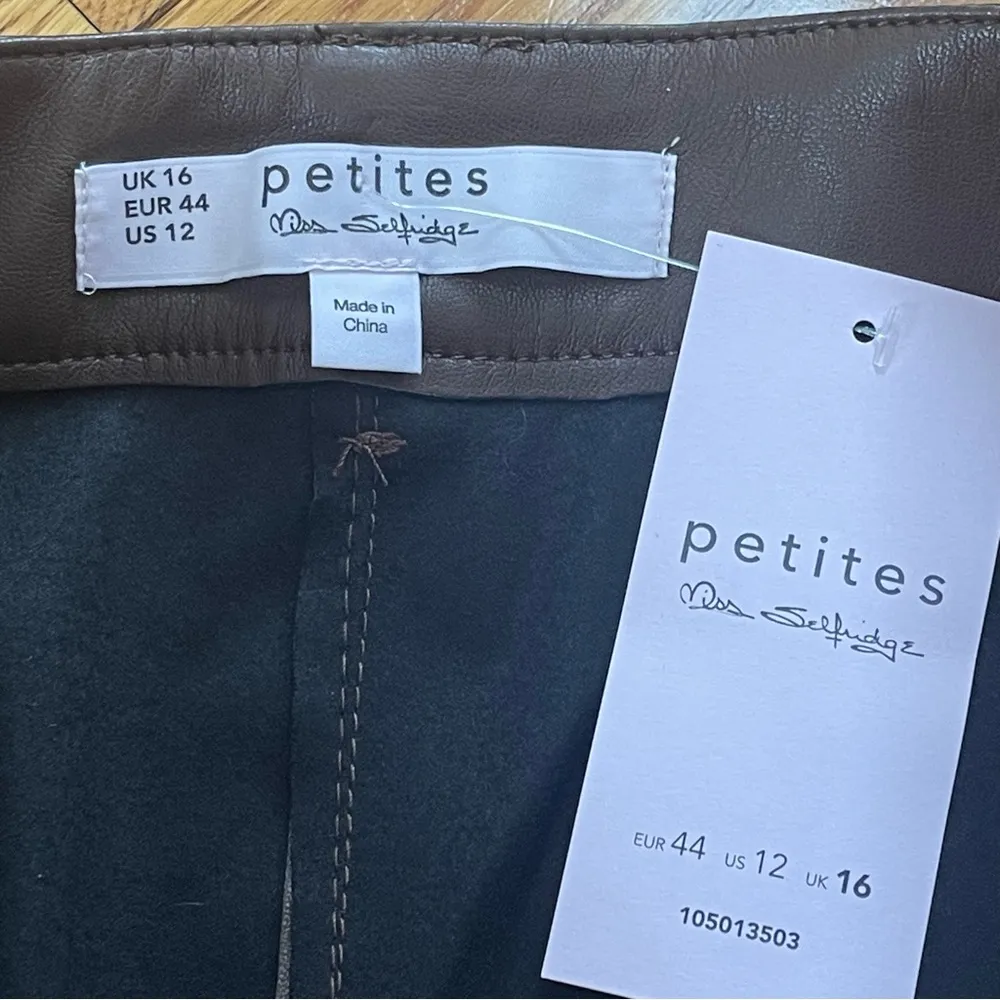 UK 16
EUR 44
US 12
petites
Miss Selfridge
Made in
China
petites
Miss Selfridge
EUR 44 US 12 UK 16
105013503